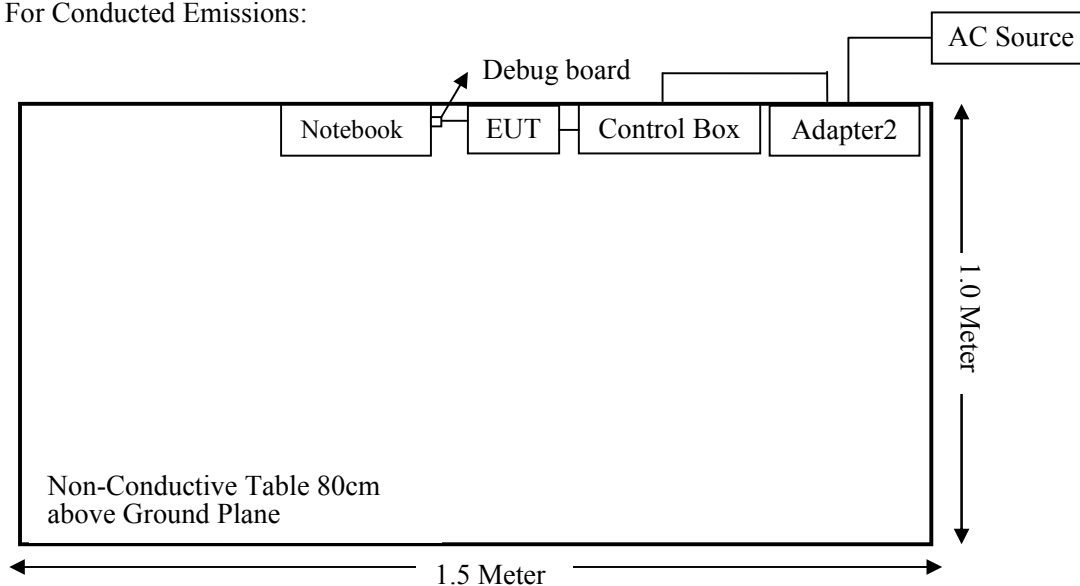 For Conducted Emissions:
AC Source
Debug board
Notebook
EUT
Control Box
Adapter2
1.0 Meter
Non-Conductive Table 80cm
above Ground Plane
1.5 Meter